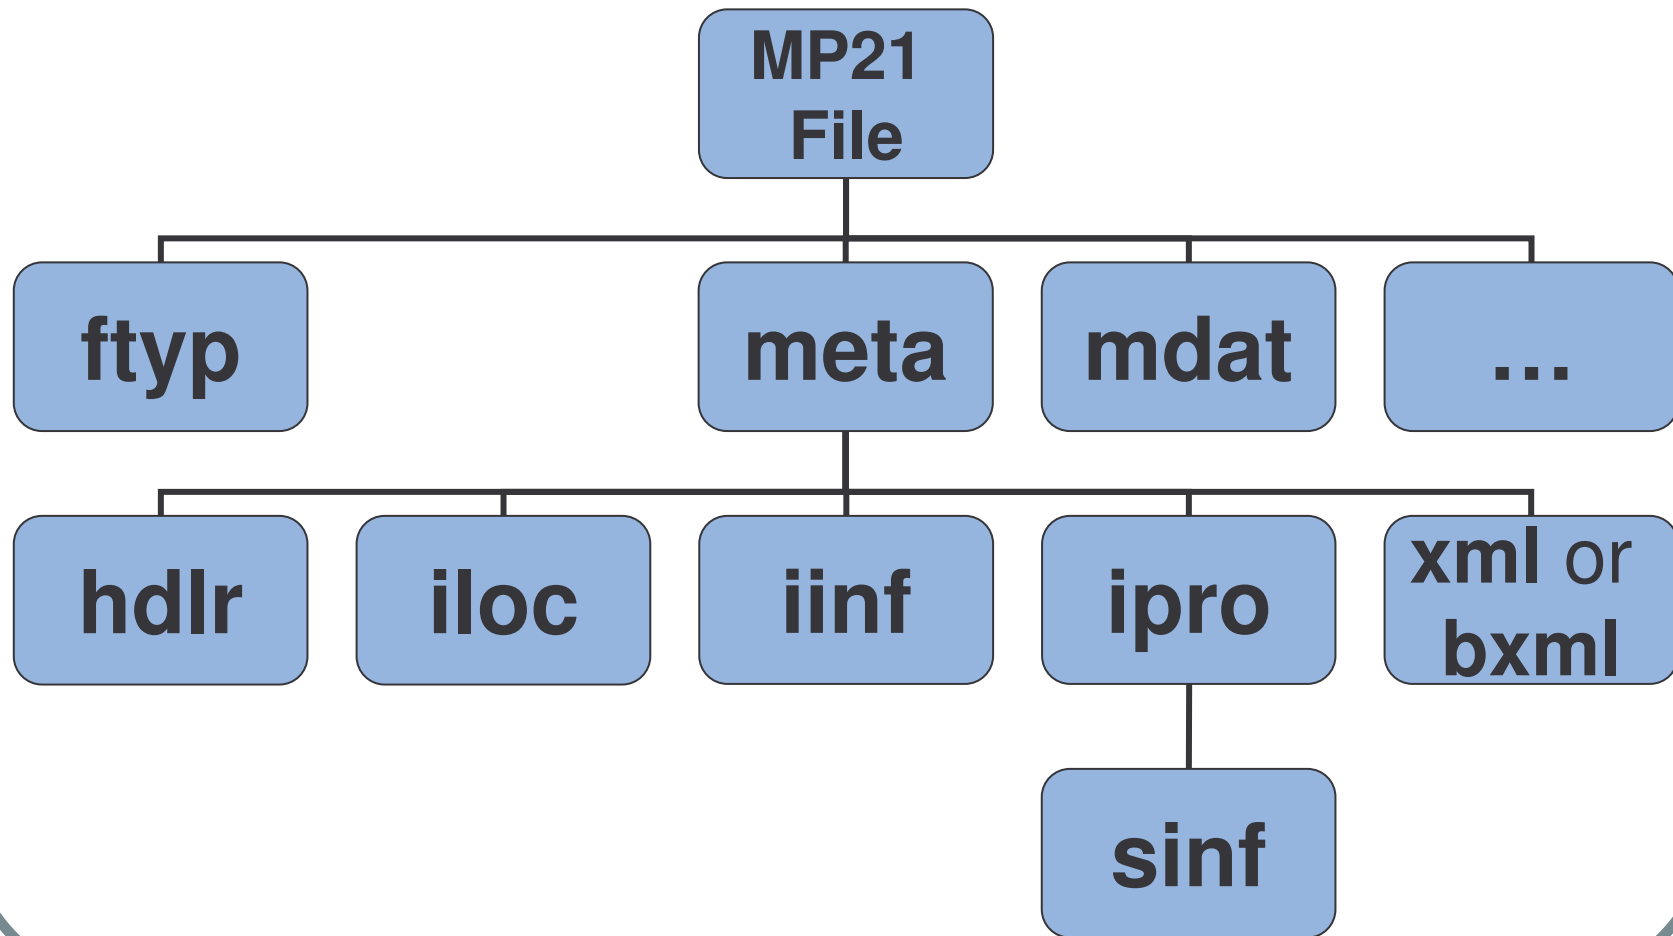 MP21
File
ftyp
meta
mdat
...
hdlr
iloc
iinf
ipro
xml or
bxml
sinf